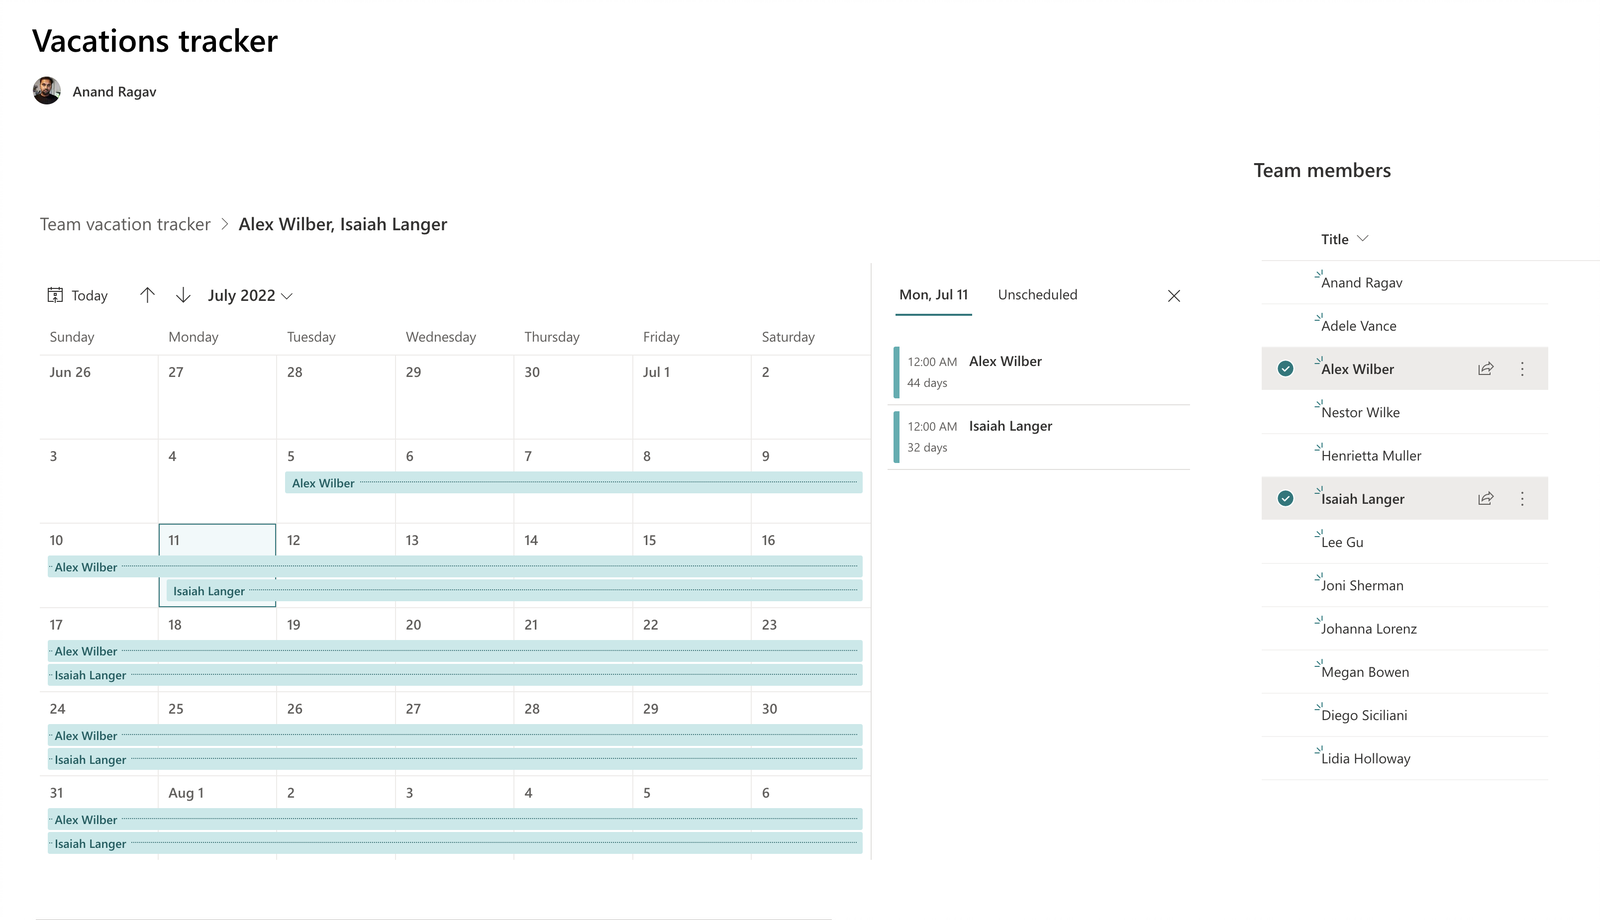 Vacations tracker
Anand Ragav
Team vacation tracker > Alex Wilber, Isaiah Langer
Today
July 2022
Sunday Monday Tuesday Wednesday Thursday Friday Saturday
Jun 26 27 28 29 30 Jul 1 2
3 4 5 6 7 8 9
Alex Wilber
10 11 12 13 14 15 16
Alex Wilber
Isaiah Langer
17 18 19 20 21 22 23
Alex Wilber
Isaiah Langer
24 25 26 27 28 29 30
Alex Wilber
Isaiah Langer
31 Aug 1 2 3 4 5 6
Alex Wilber
Isaiah Langer
Mon, Jul 11 Unscheduled
12:00 AM Alex Wilber
44 days
12:00 AM Isaiah Langer
32 days
Team members
Title
Anand Ragav
Adele Vance
Alex Wilber
Nestor Wilke
Henrietta Muller
Isaiah Langer
Lee Gu
Joni Sherman
Johanna Lorenz
Megan Bowen
Diego Siciliani
Lidia Holloway